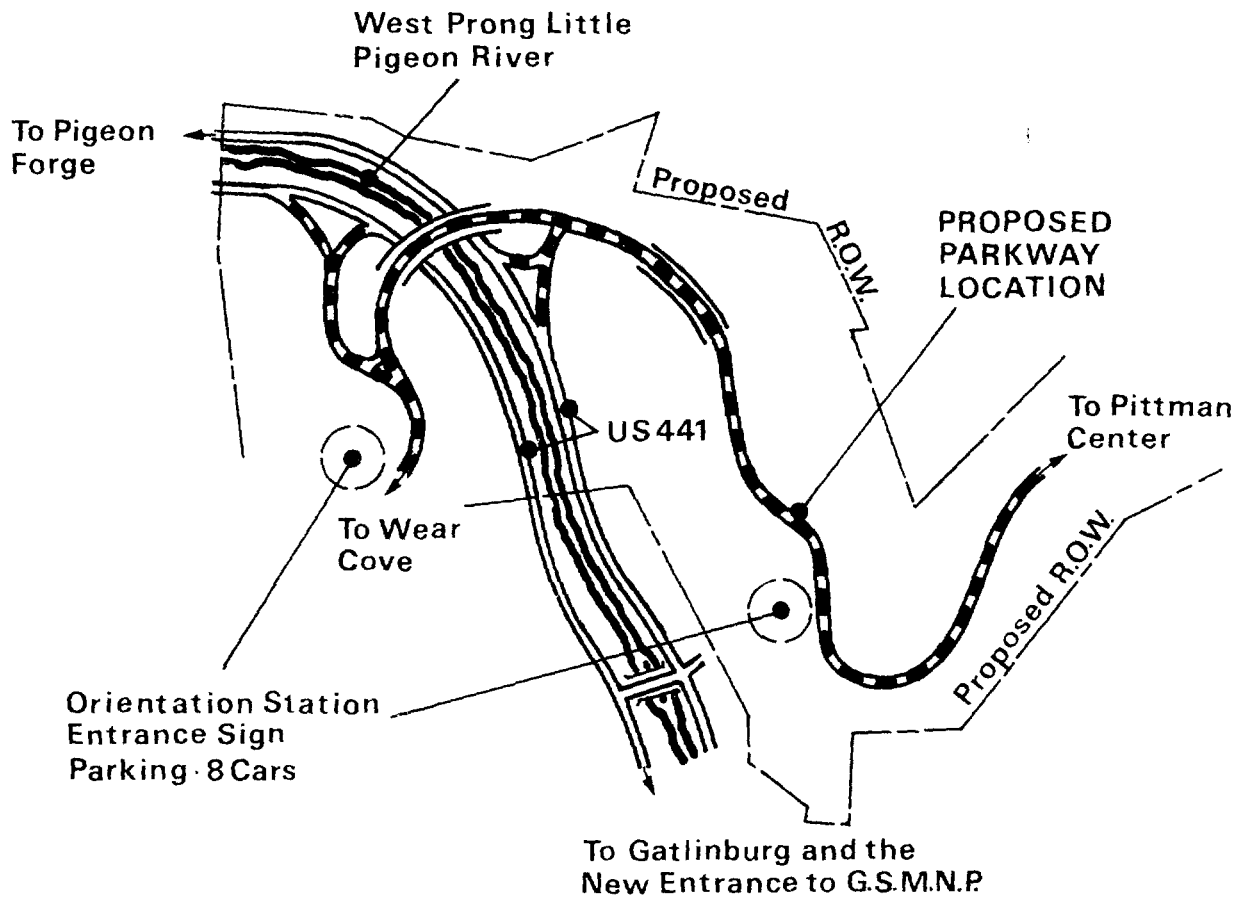 West Prong Little
Pigeon River
To Pigeon
Forge
Proposed
R.O.W.
PROPOSED
PARKWAY
LOCATION
To Pittman
Center
US 441
To Wear
Cove
Proposed R.O.W.
Orientation Station
Entrance Sign
Parking · 8 Cars
To Gatlinburg and the
New Entrance to G.S.M.N.P.